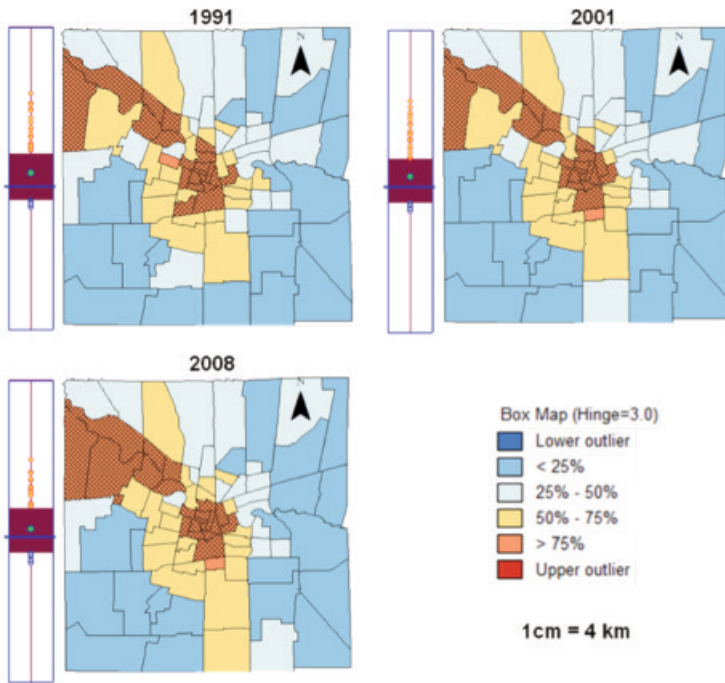 1991
2001
N
N
2008
N
Box Map (Hinge=3.0)
Lower outlier
< 25%
25% - 50%
50% - 75%
> 75%
Upper outlier
1cm = 4 km